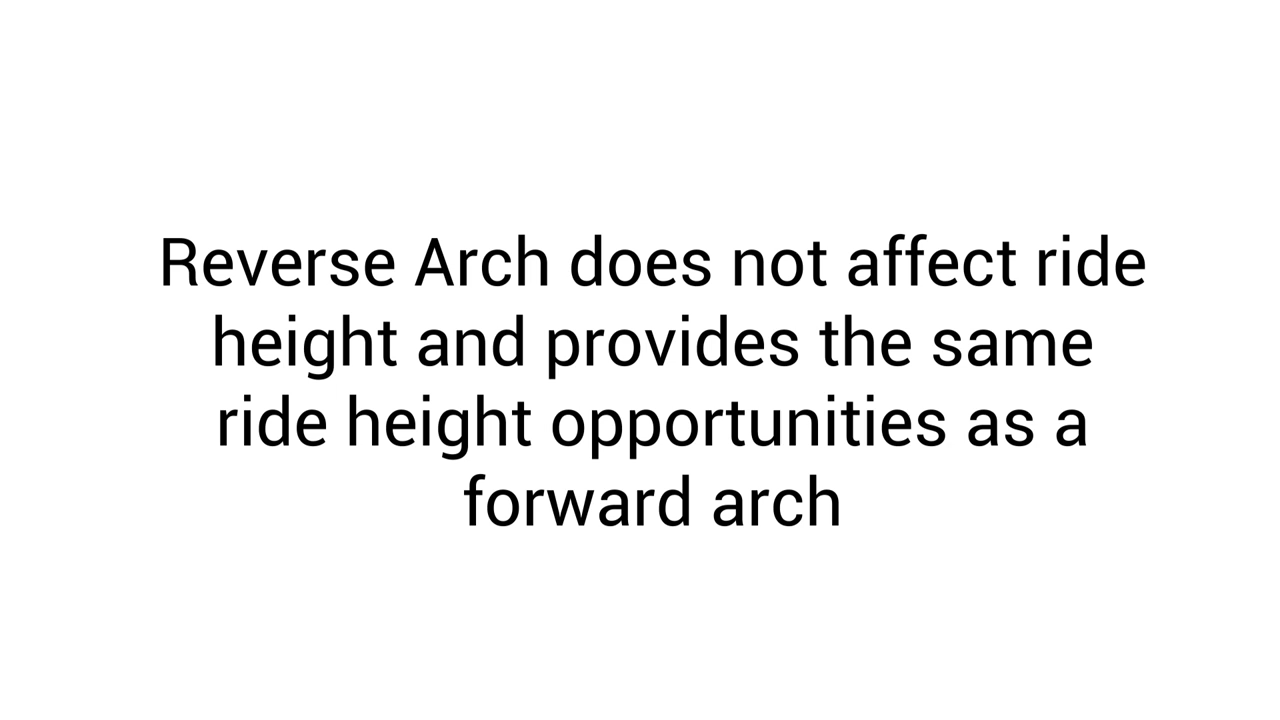 Reverse Arch does not affect ride
height and provides the same
ride height opportunities as a
forward arch